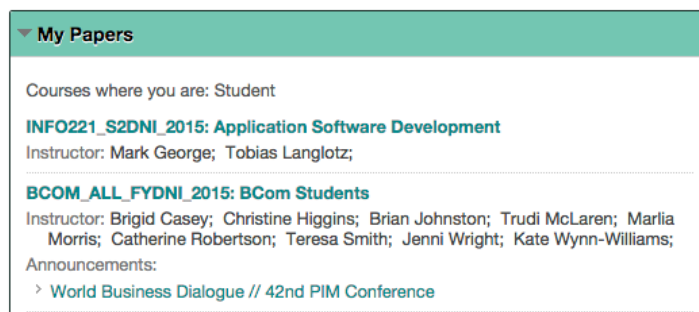 My Papers
Courses where you are: Student
INFO221_S2DNI_2015: Application Software Development
Instructor: Mark George; Tobias Langlotz;
BCOM_ALL_FYDNI_2015: BCom Students
Instructor: Brigid Casey; Christine Higgins; Brian Johnston; Trudi McLaren; Marlia
Morris; Catherine Robertson; Teresa Smith; Jenni Wright; Kate Wynn-Williams;
Announcements:
World Business Dialogue // 42nd PIM Conference